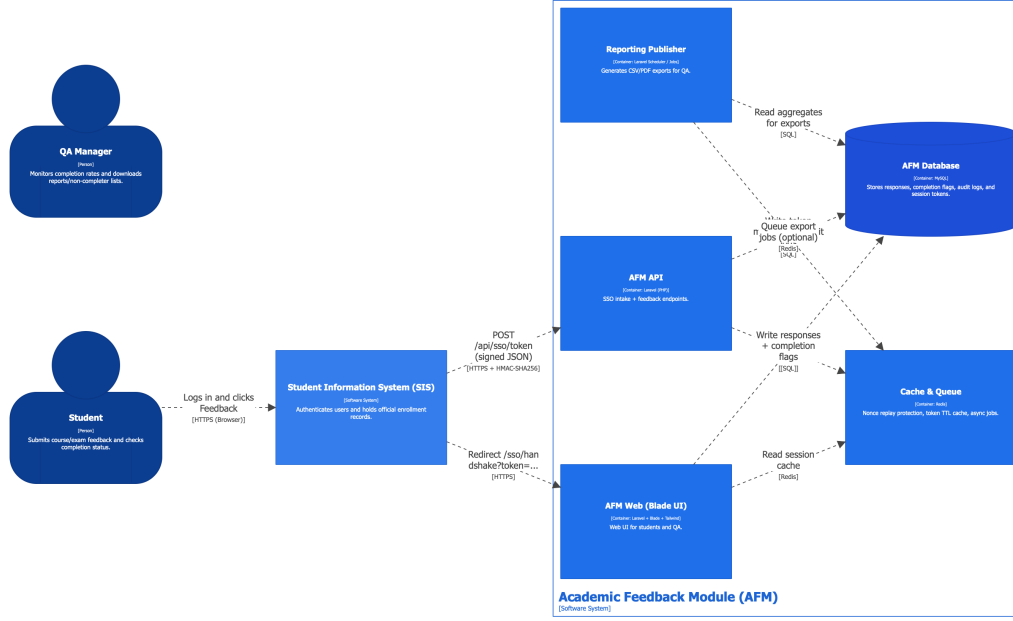 Reporting Publisher
[Container: Laravel Scheduler / Jobs]
Generates CSV/PDF exports for QA.
QA Manager
[Person]
Monitors completion rates and downloads
reports/non-completer lists.
Read aggregates
for exports
[SQL]
AFM Database
[Container: MySQL]
Stores responses, completion flags, audit logs, and
session tokens.
Queue export
jobs (optional)
[Redis]
[SQL]
AFM API
[Container: Laravel (PHP)]
SSO intake + feedback endpoints.
POST
/api/sso/token
(signed JSON)
[HTTPS + HMAC-SHA256]
Write responses
+ completion
flags
[[SQL]]
Student
[Person]
Submits course/exam feedback and checks
completion status.
Logs in and clicks
Feedback
[HTTPS (Browser)]
Student Information System (SIS)
[Software System]
Authenticates users and holds official enrollment
records.
Cache & Queue
[Container: Redis]
Nonce replay protection, token TTL cache, async jobs.
Redirect /sso/han
dshake?token=...
[HTTPS]
Read session
cache
[Redis]
AFM Web (Blade UI)
[Container: Laravel + Blade + Tailwind]
Web UI for students and QA.
Academic Feedback Module (AFM)
[Software System]